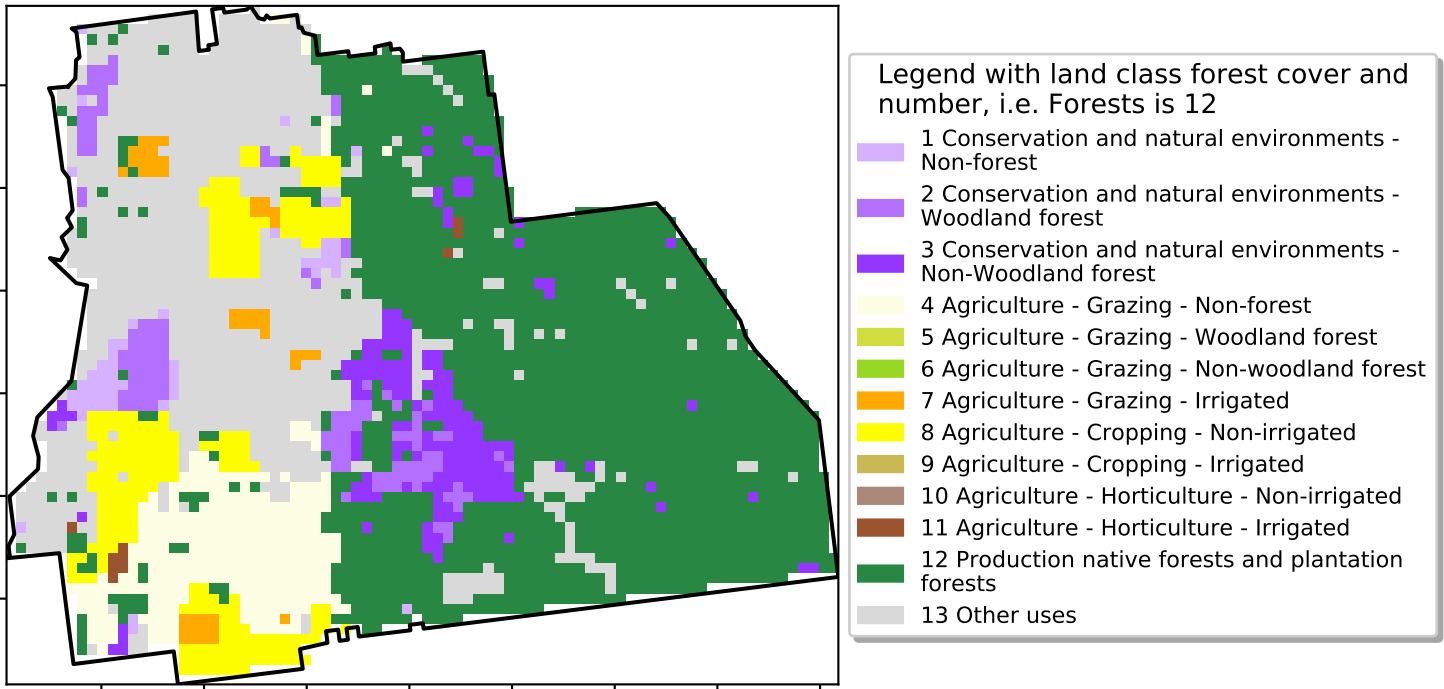 Legend with land class forest cover and
number, i.e. Forests is 12
1 Conservation and natural environments -
Non-forest
2 Conservation and natural environments -
Woodland forest
3 Conservation and natural environments -
Non-Woodland forest
4 Agriculture - Grazing - Non-forest
5 Agriculture - Grazing - Woodland forest
6 Agriculture - Grazing - Non-woodland forest
7 Agriculture - Grazing - Irrigated
8 Agriculture - Cropping - Non-irrigated
9 Agriculture - Cropping - Irrigated
10 Agriculture - Horticulture - Non-irrigated
11 Agriculture - Horticulture - Irrigated
12 Production native forests and plantation
forests
13 Other uses